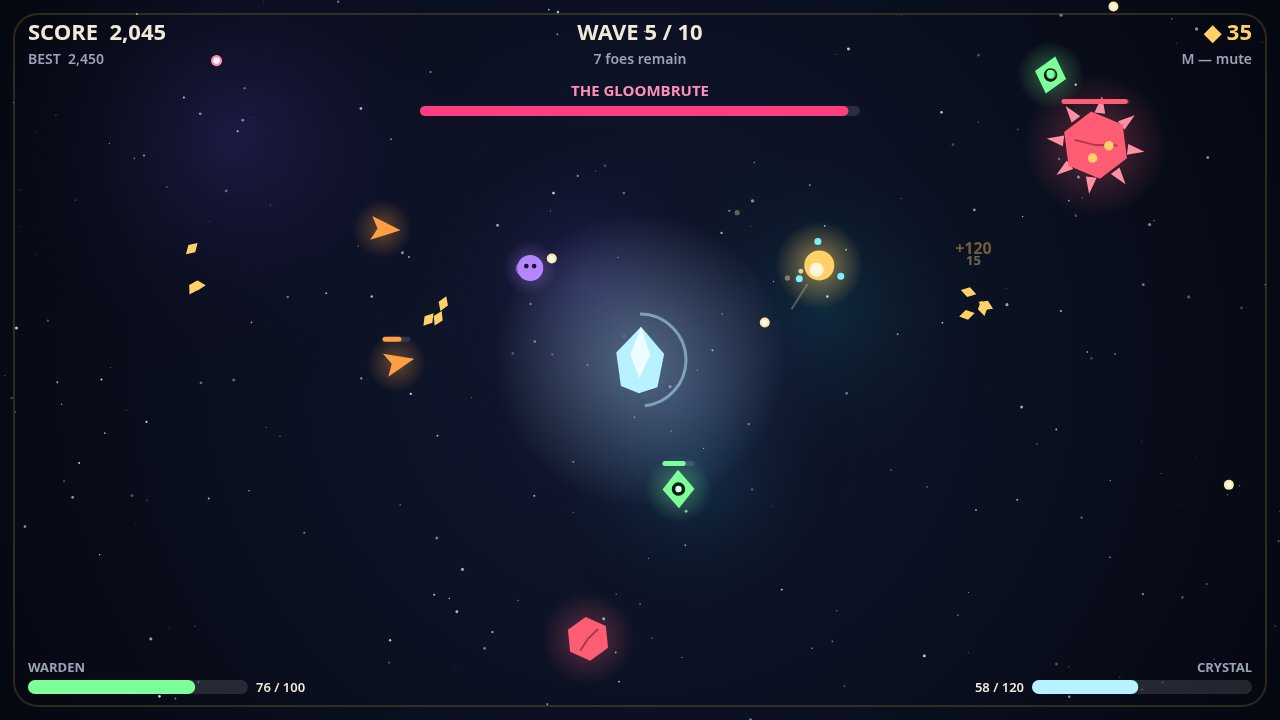 SCORE 2,045
BEST 2,450
WAVE 5 / 10
7 foes remain
35
M — mute
THE GLOOMBRUTE
+120
15
WARDEN
76 / 100
CRYSTAL
58 / 120